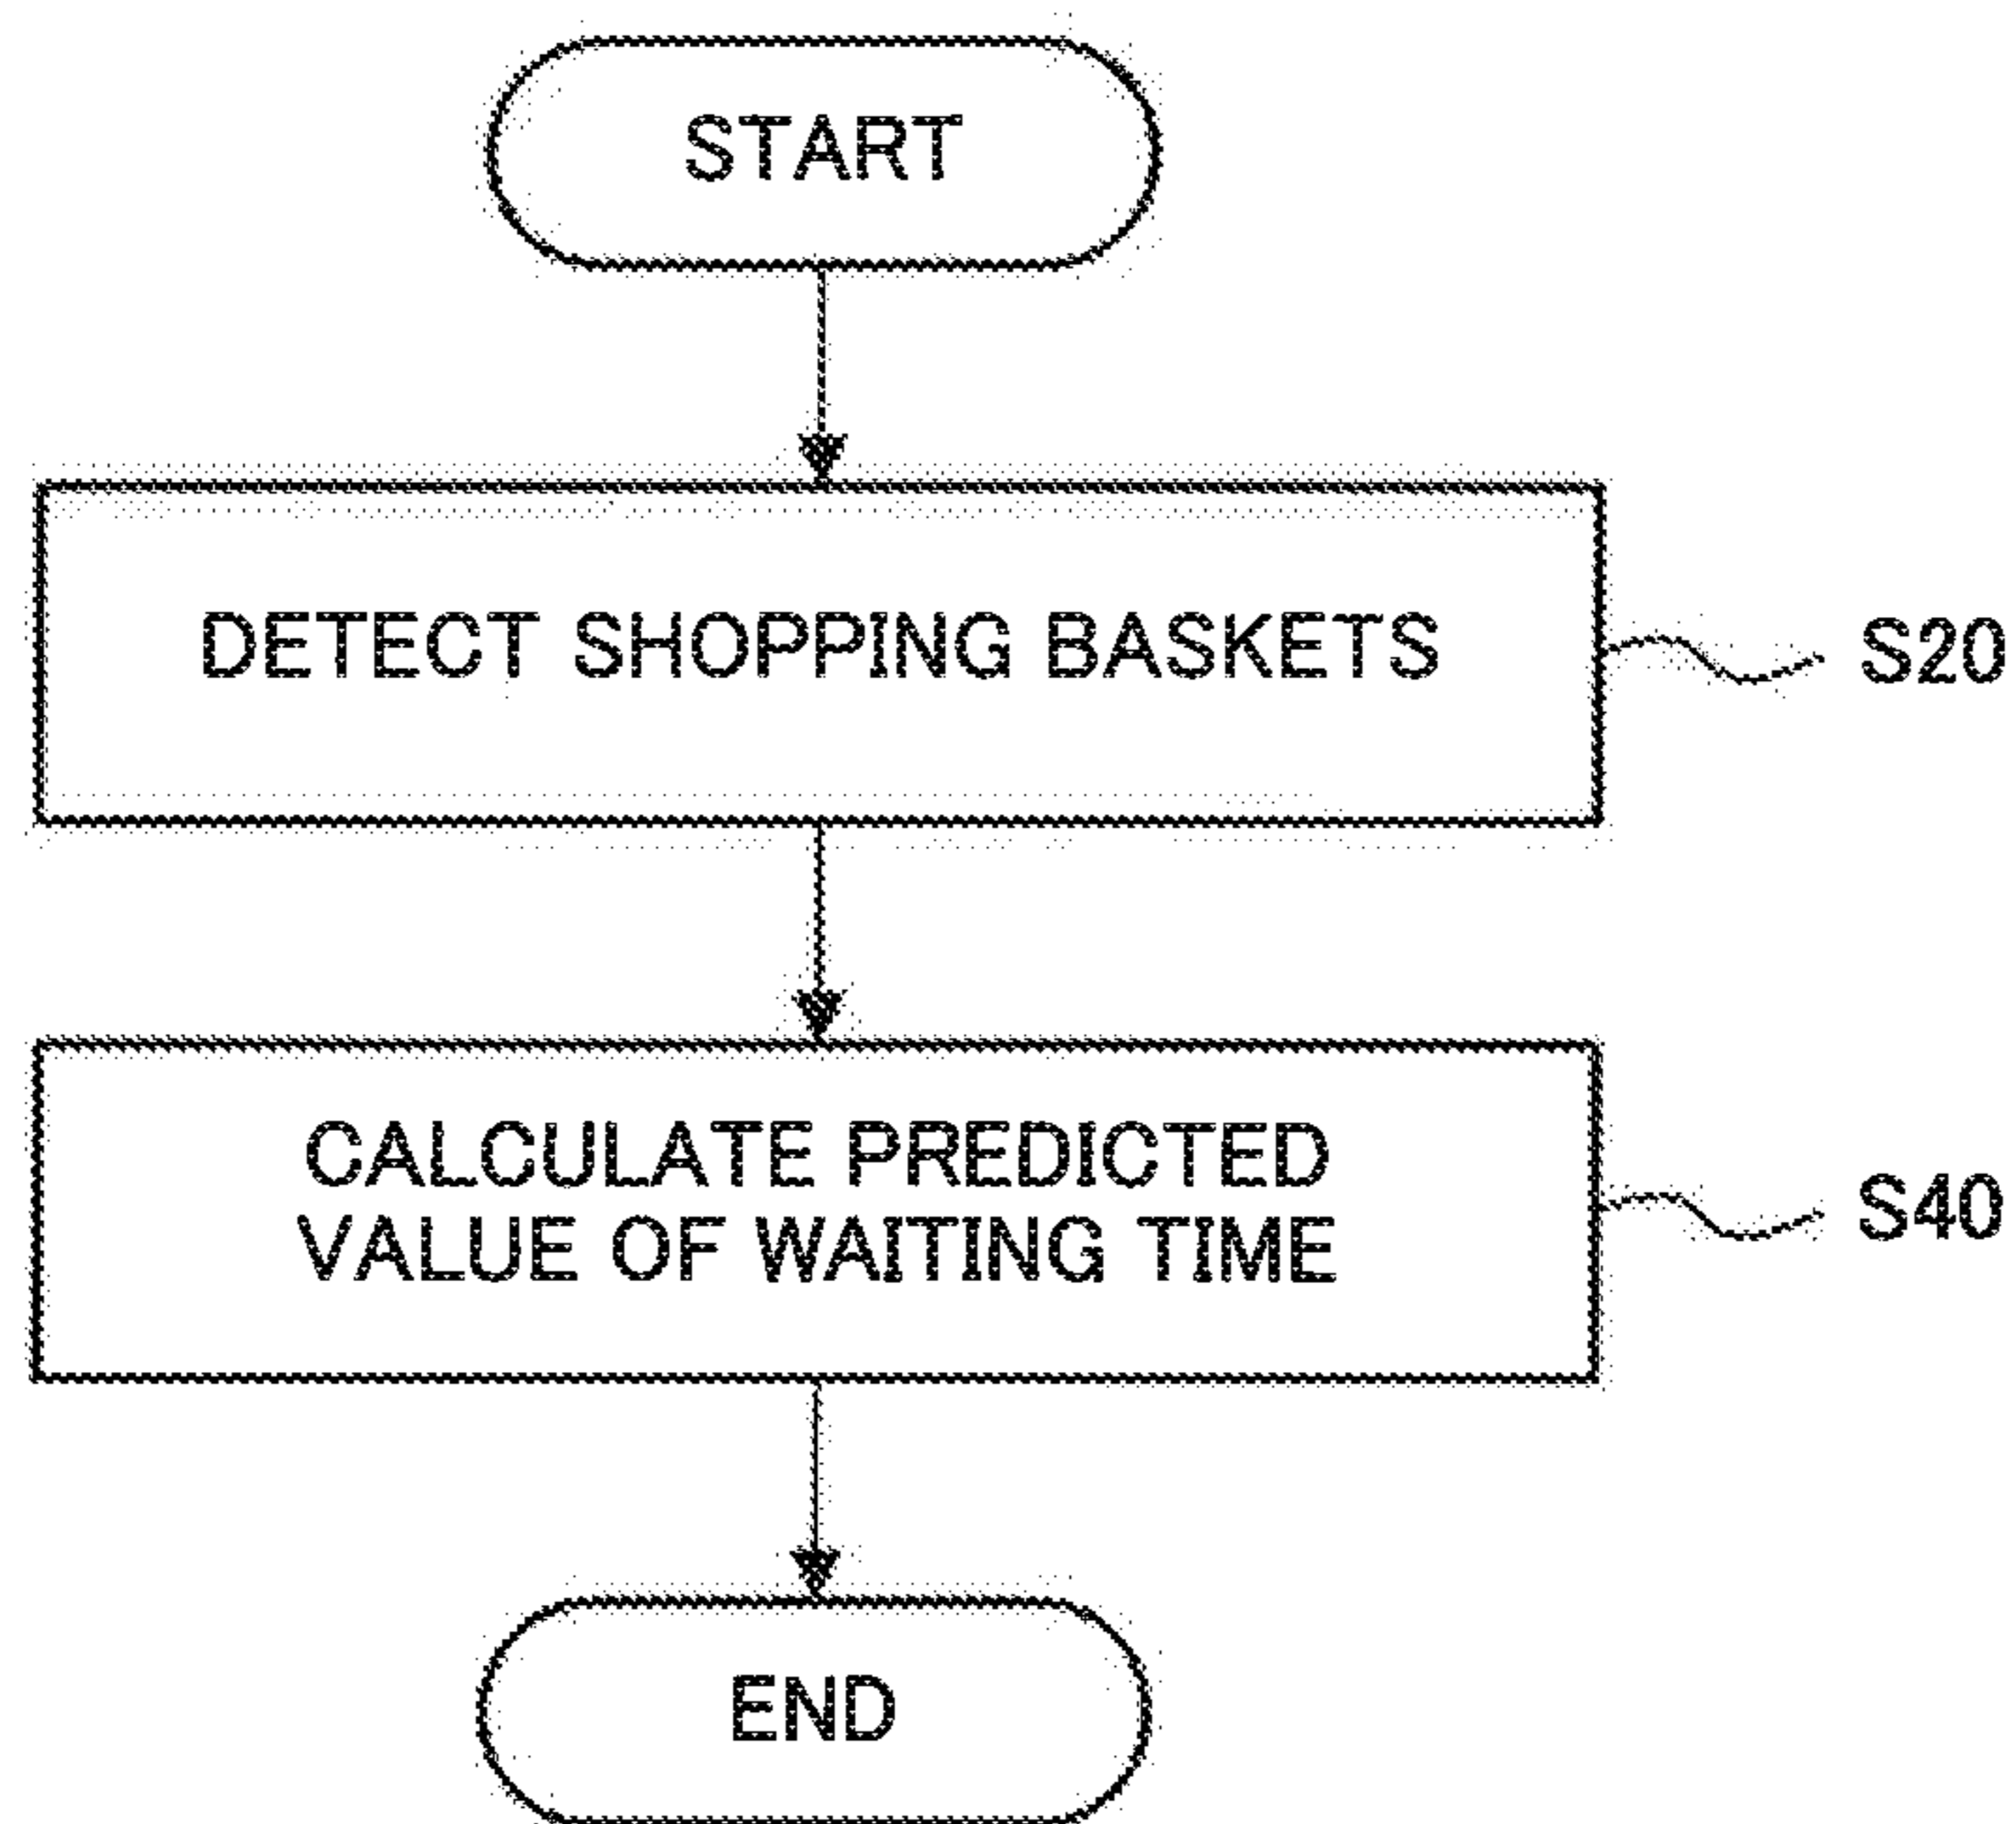 START
DETECT SHOPPING BASKETS
S20
CALCULATE PREDICTED
VALUE OF WAITING TIME
S40
END